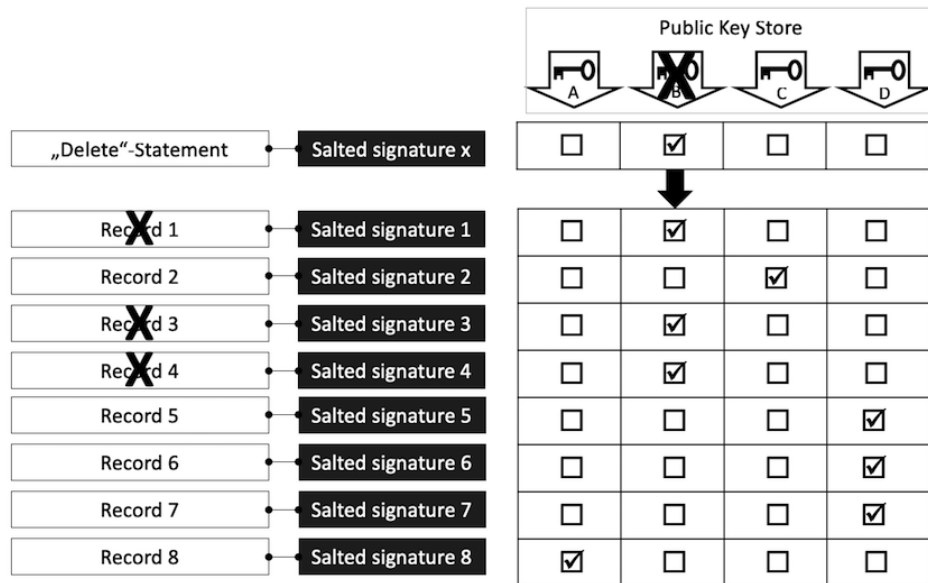 Public Key Store
A B C D
„Delete“-Statement Salted signature x
Record 1 Salted signature 1
Record 2 Salted signature 2
Record 3 Salted signature 3
Record 4 Salted signature 4
Record 5 Salted signature 5
Record 6 Salted signature 6
Record 7 Salted signature 7
Record 8 Salted signature 8